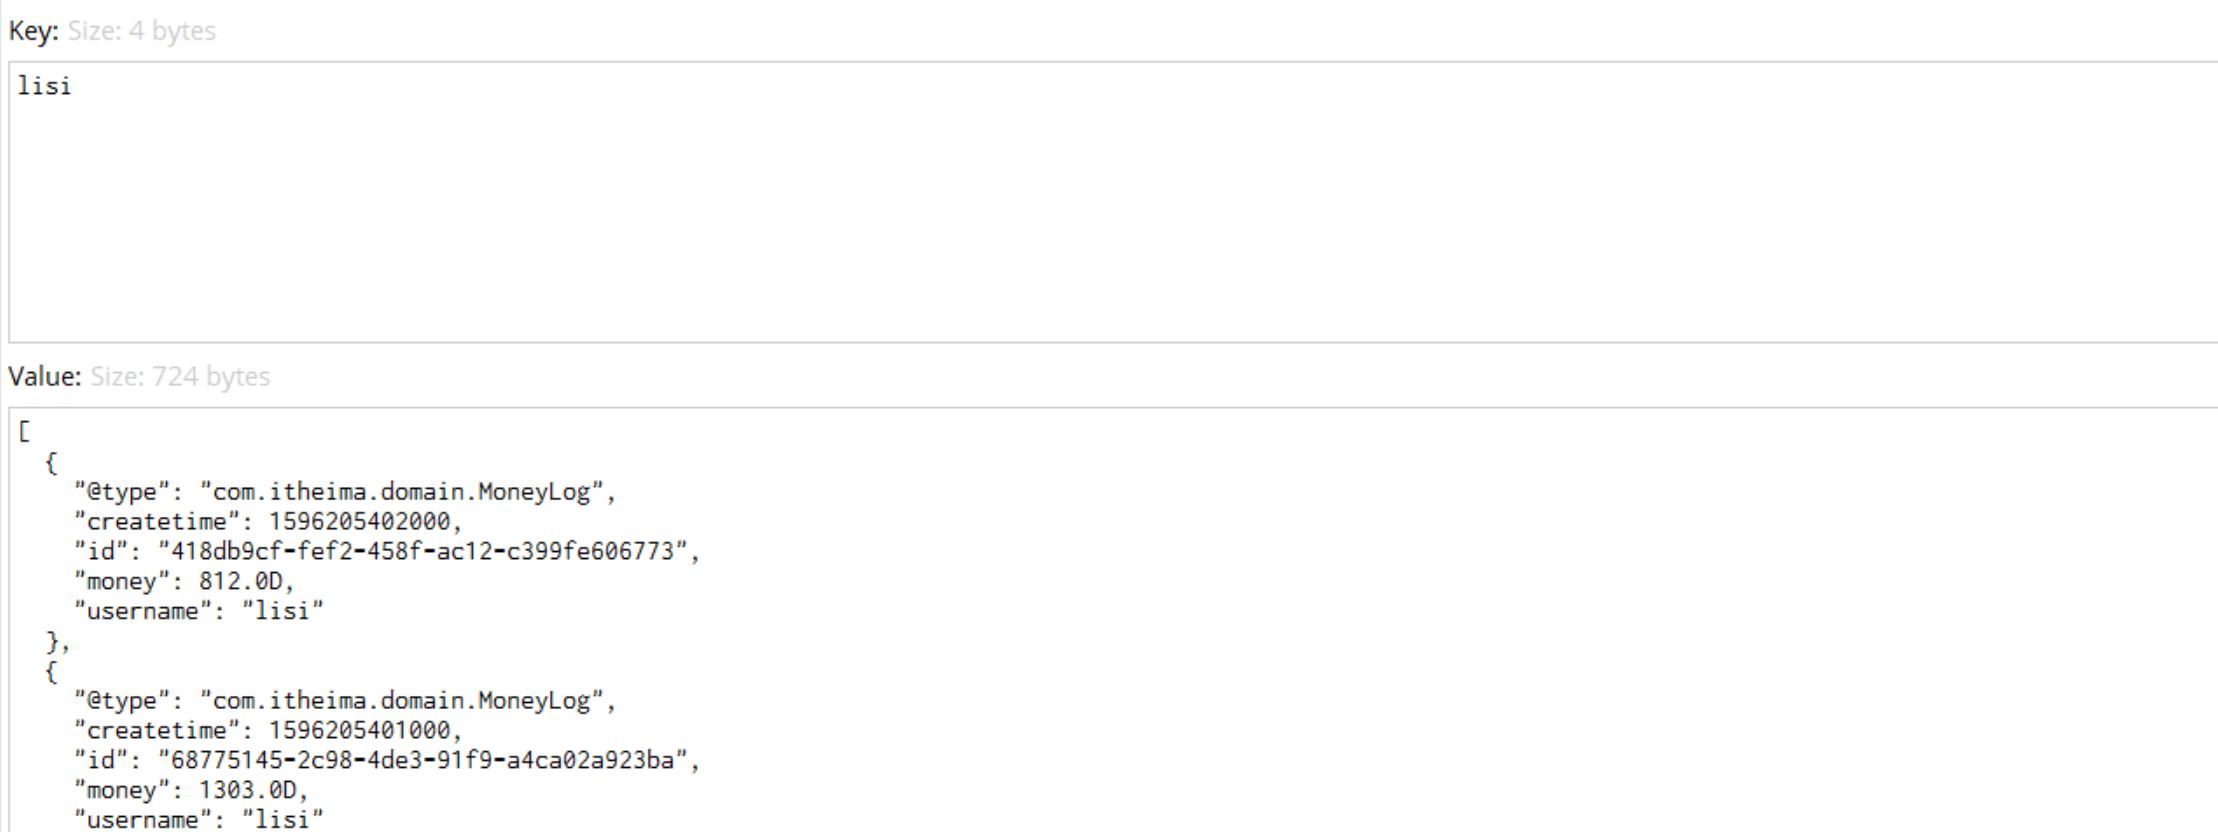 Key: Size: 4 bytes
lisi
Value: Size: 724 bytes
[
  {
    "@type": "com.itheima.domain.MoneyLog",
    "createtime": 1596205402000,
    "id": "418db9cf-fef2-458f-ac12-c399fe606773",
    "money": 812.0D,
    "username": "lisi"
  },
  {
    "@type": "com.itheima.domain.MoneyLog",
    "createtime": 1596205401000,
    "id": "68775145-2c98-4de3-91f9-a4ca02a923ba",
    "money": 1303.0D,
    "username": "lisi"